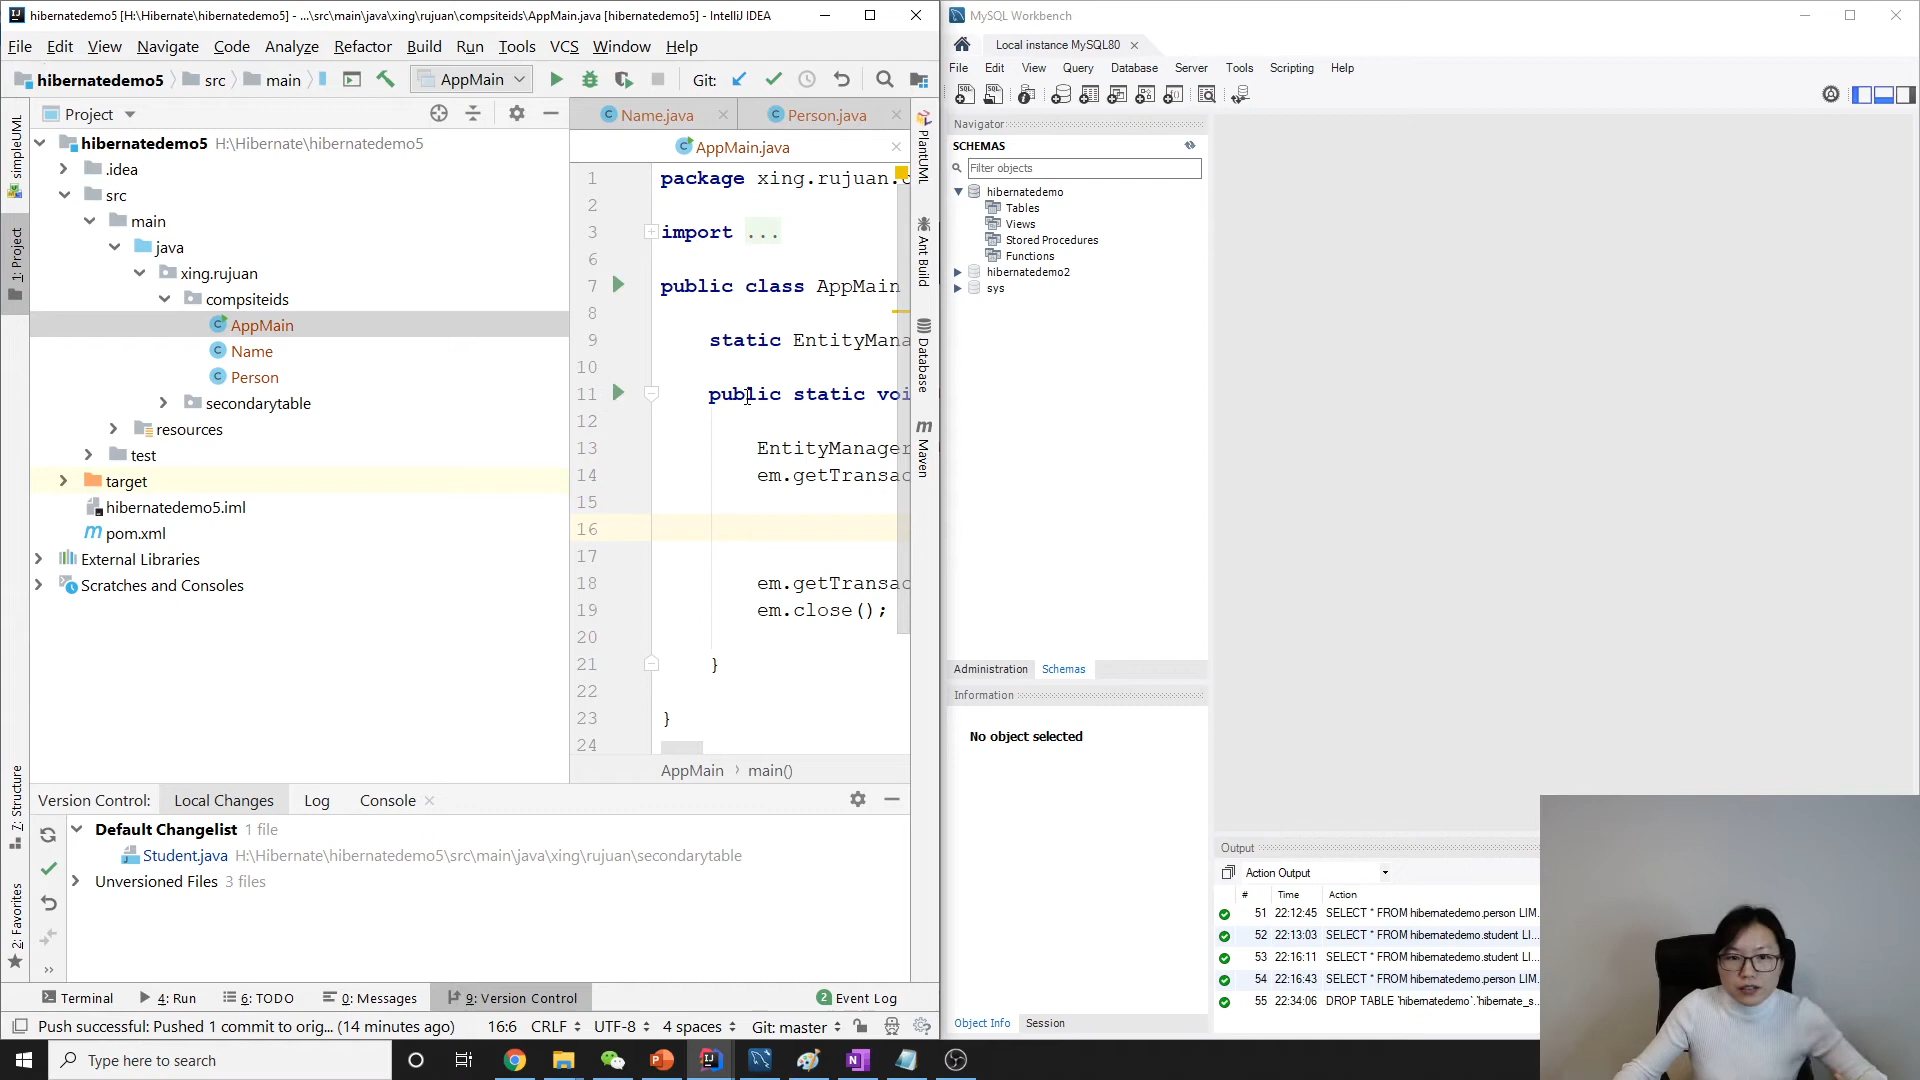 hibernatedemo5 [H:\Hibernate\hibernatedemo5] - ...\src\main\java\xing\rujuan\compsiteids\AppMain.java [hibernatedemo5] - IntelliJ IDEA
File Edit View Navigate Code Analyze Refactor Build Run Tools VCS Window Help
hibernatedemo5 src main AppMain Git:
Project
Name.java Person.java
AppMain.java
simpleUML
1: Project
Z: Structure
2: Favorites
hibernatedemo5 H:\Hibernate\hibernatedemo5
.idea
src
main
java
xing.rujuan
compsiteids
AppMain
Name
Person
secondarytable
resources
test
target
hibernatedemo5.iml
pom.xml
External Libraries
Scratches and Consoles
1 package xing.rujuan.
2
3 import ...
6
7 public class AppMain
8
9 static EntityMana
10
11 public static voi
12
13 EntityManager
14 em.getTransac
15
16
17
18 em.getTransac
19 em.close();
20
21 }
22
23 }
24
AppMain main()
PlantUML
Ant Build
Database
Maven
Version Control: Local Changes Log Console
Default Changelist 1 file
Student.java H:\Hibernate\hibernatedemo5\src\main\java\xing\rujuan\secondarytable
Unversioned Files 3 files
Terminal 4: Run 6: TODO 0: Messages 9: Version Control 2 Event Log
Push successful: Pushed 1 commit to orig... (14 minutes ago) 16:6 CRLF UTF-8 4 spaces Git: master
MySQL Workbench
Local instance MySQL80
File Edit View Query Database Server Tools Scripting Help
Navigator
SCHEMAS
Filter objects
hibernatedemo
Tables
Views
Stored Procedures
Functions
hibernatedemo2
sys
Administration Schemas
Information
No object selected
Object Info Session
Output
Action Output
# Time Action
51 22:12:45 SELECT * FROM hibernatedemo.person LIM...
52 22:13:03 SELECT * FROM hibernatedemo.student LI...
53 22:16:11 SELECT * FROM hibernatedemo.student LI...
54 22:16:43 SELECT * FROM hibernatedemo.person LIM...
55 22:34:06 DROP TABLE `hibernatedemo`.`hibernate_s...
Type here to search